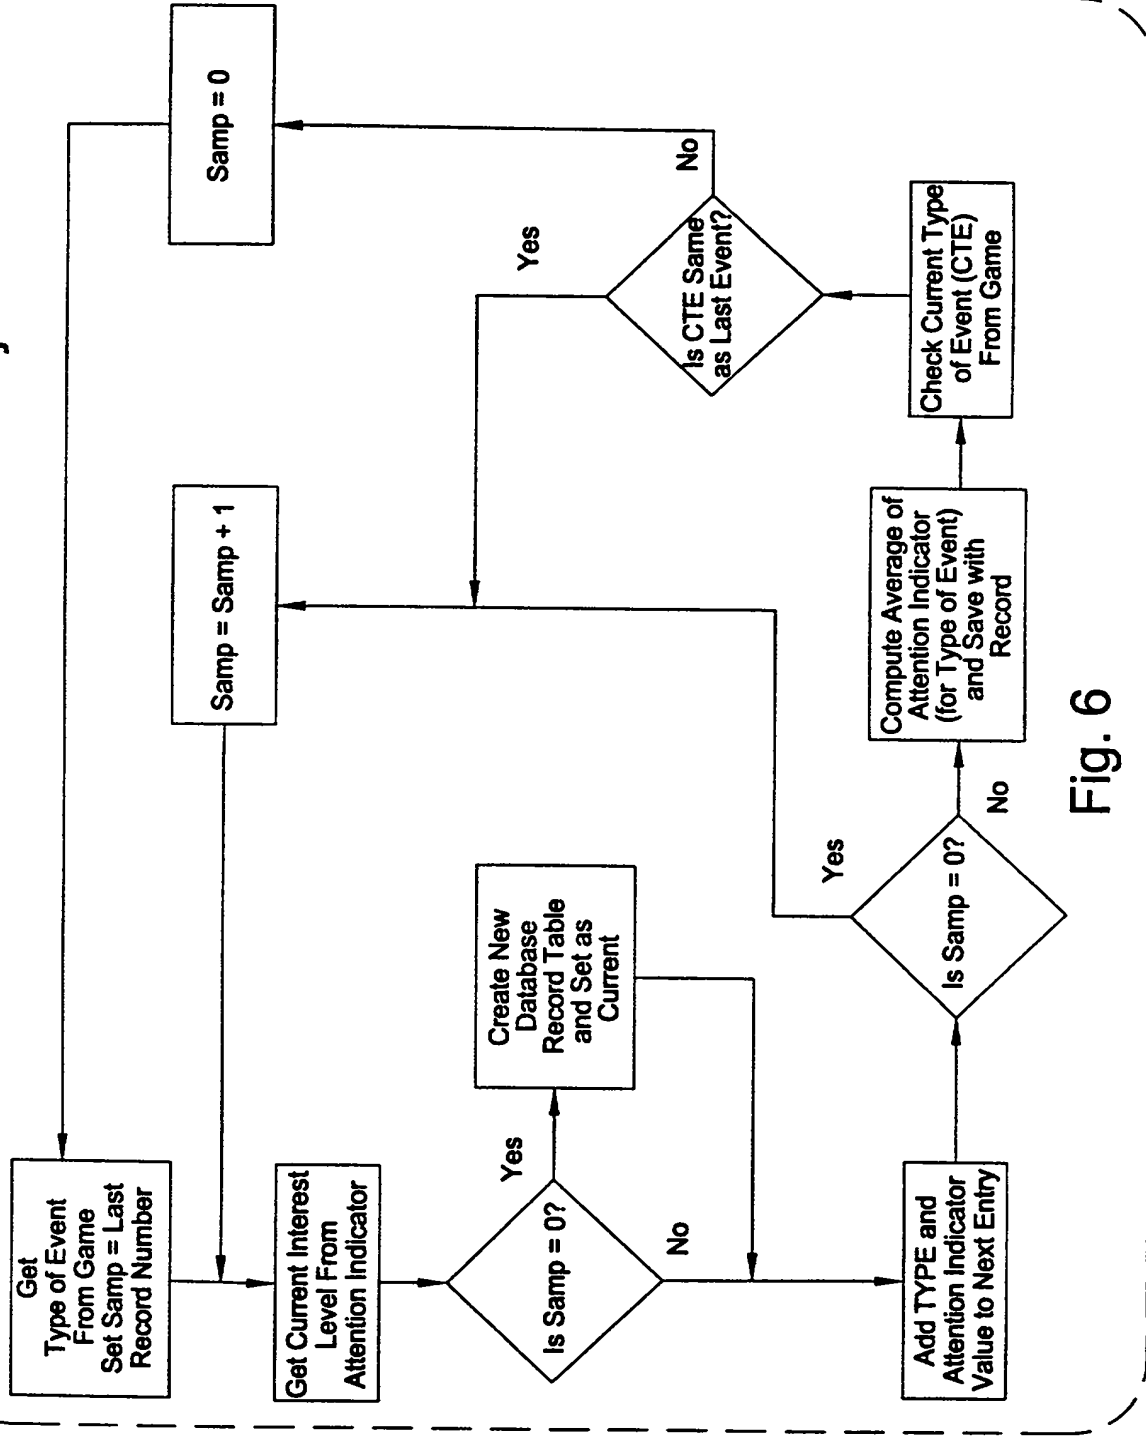 Get
Type of Event
From Game
Set Samp = Last
Record Number
Get Current Interest
Level From
Attention Indicator
Is Samp = 0?
Yes
No
Create New
Database
Record Table
and Set as
Current
Add TYPE and
Attention Indicator
Value to Next Entry
Is Samp = 0?
Yes
No
Samp = Samp + 1
Compute Average of
Attention Indicator
(for Type of Event)
and Save with
Record
Check Current Type
of Event (CTE)
From Game
Is CTE Same
as Last Event?
Yes
No
Samp = 0
Fig. 6